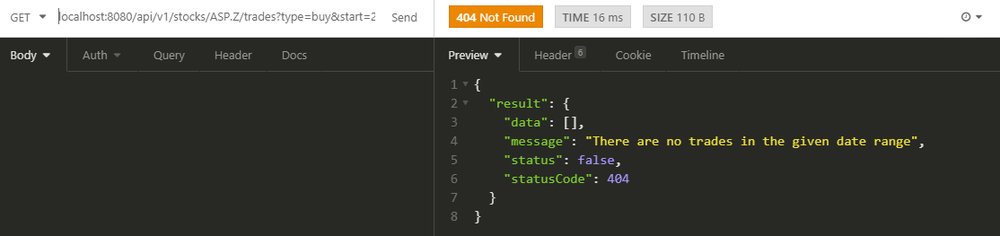 GET localhost:8080/api/v1/stocks/ASP.Z/trades?type=buy&start=2 Send 404 Not Found TIME 16 ms SIZE 110 B
Body Auth Query Header Docs Preview Header 6 Cookie Timeline
1 {
2 "result": {
3 "data": [],
4 "message": "There are no trades in the given date range",
5 "status": false,
6 "statusCode": 404
7 }
8 }